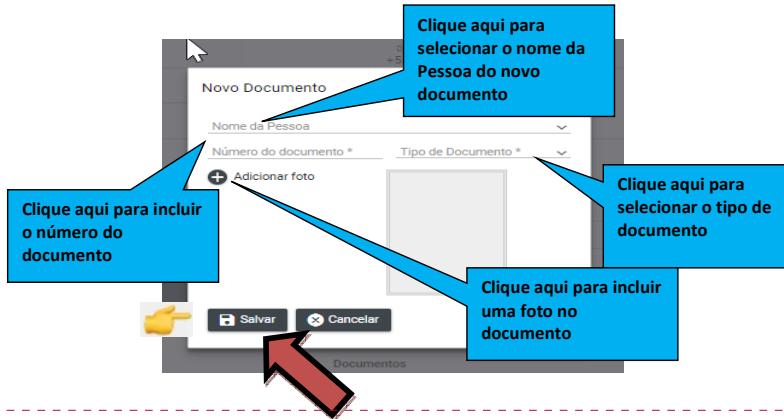 Clique aqui para
selecionar o nome da
Pessoa do novo
documento
Novo Documento
Nome da Pessoa
Número do documento *
Tipo de Documento *
Adicionar foto
Clique aqui para incluir
o número do
documento
Clique aqui para
selecionar o tipo de
documento
Clique aqui para incluir
uma foto no
documento
Salvar
Cancelar
Documentos